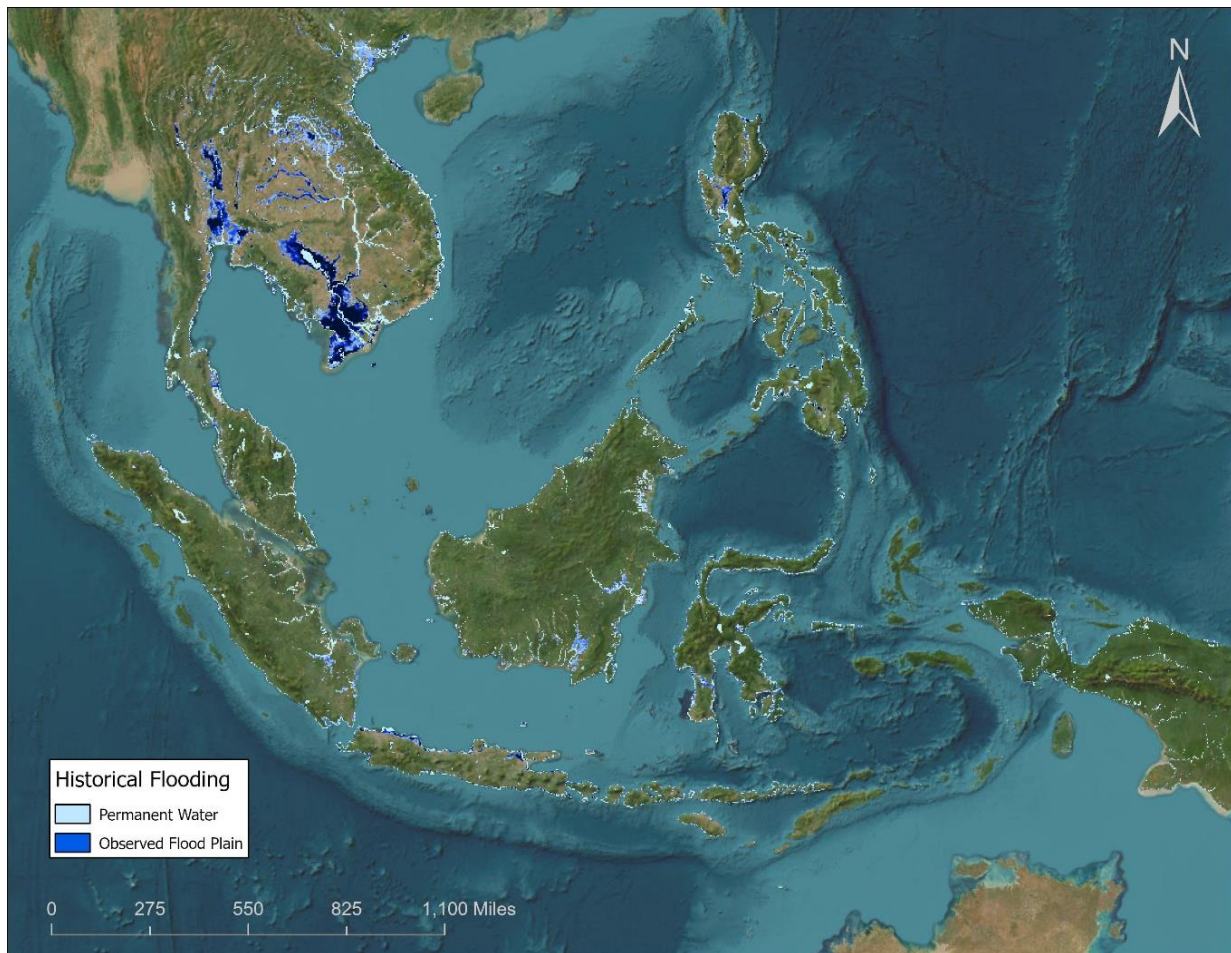 N
Historical Flooding
Permanent Water
Observed Flood Plain
0 275 550 825 1,100 Miles